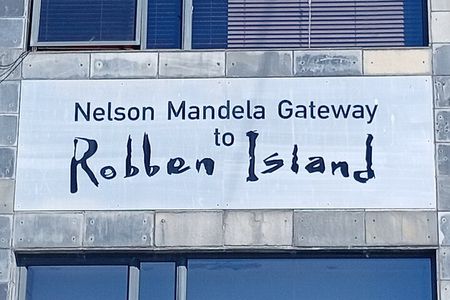 Nelson Mandela Gateway
to
Robben Island